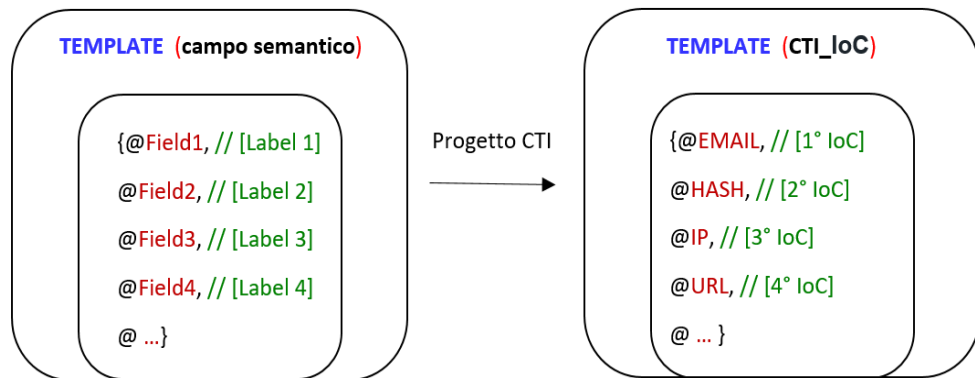 TEMPLATE (campo semantico)
{@Field1, // [Label 1]
@Field2, // [Label 2]
@Field3, // [Label 3]
@Field4, // [Label 4]
@ ...}
Progetto CTI
TEMPLATE (CTI_IoC)
{@EMAIL, // [1° IoC]
@HASH, // [2° IoC]
@IP, // [3° IoC]
@URL, // [4° IoC]
@ ... }